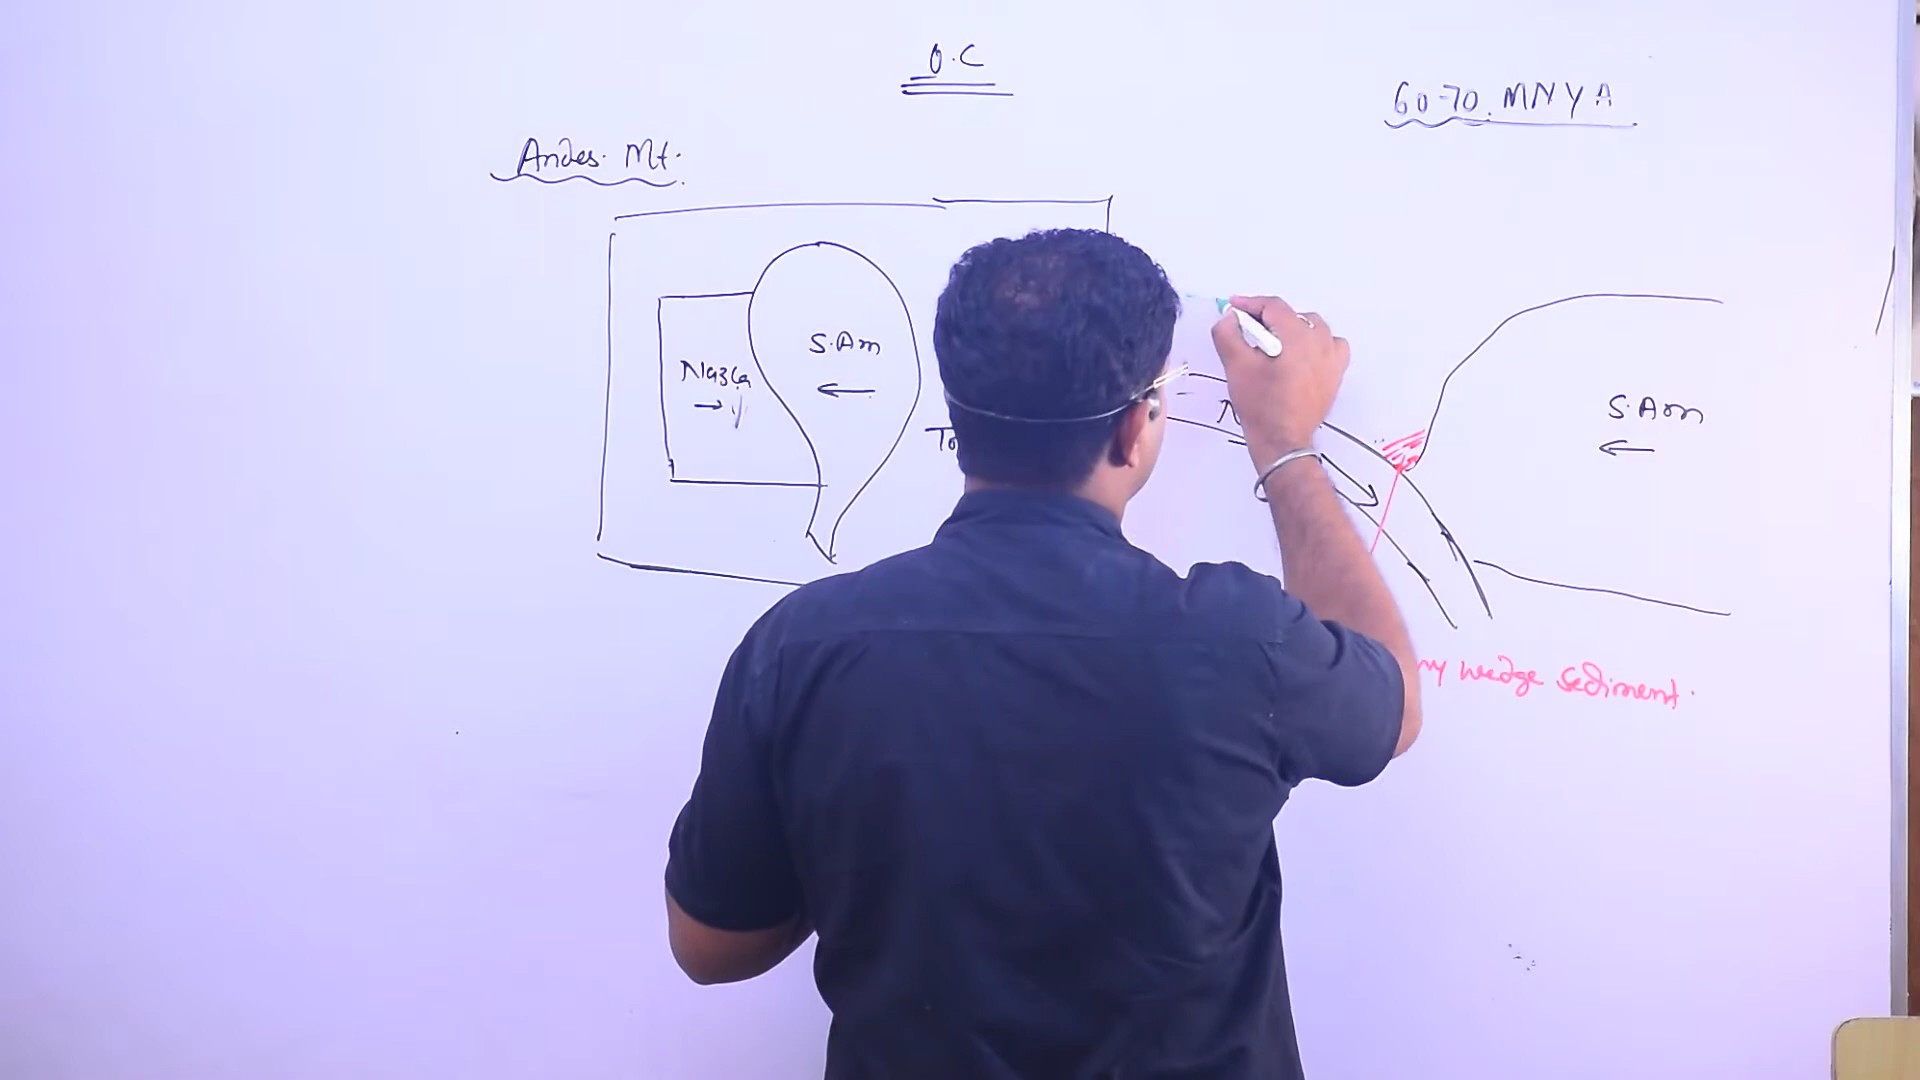 O.C
60-70. MNYA
Andes. Mt.
S.Am
Nazca
S.Am
wedge sediment.